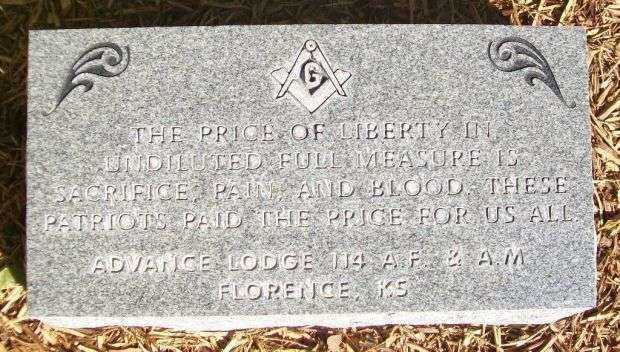 G
THE PRICE OF LIBERTY IN
UNDILUTED FULL MEASURE IS
SACRIFICE, PAIN, AND BLOOD. THESE
PATRIOTS PAID THE PRICE FOR US ALL.
ADVANCE LODGE 114 A.F. & A.M
FLORENCE, KS